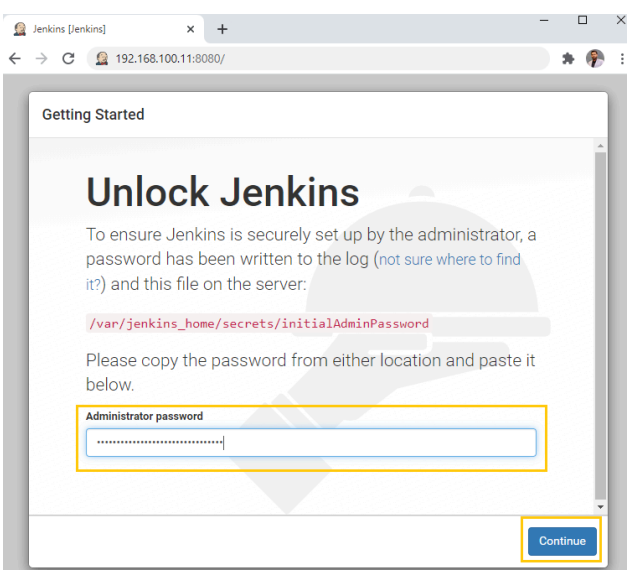 Jenkins [Jenkins]
192.168.100.11:8080/
Getting Started
Unlock Jenkins
To ensure Jenkins is securely set up by the administrator, a
password has been written to the log (not sure where to find
it?) and this file on the server:
/var/jenkins_home/secrets/initialAdminPassword
Please copy the password from either location and paste it
below.
Administrator password
Continue